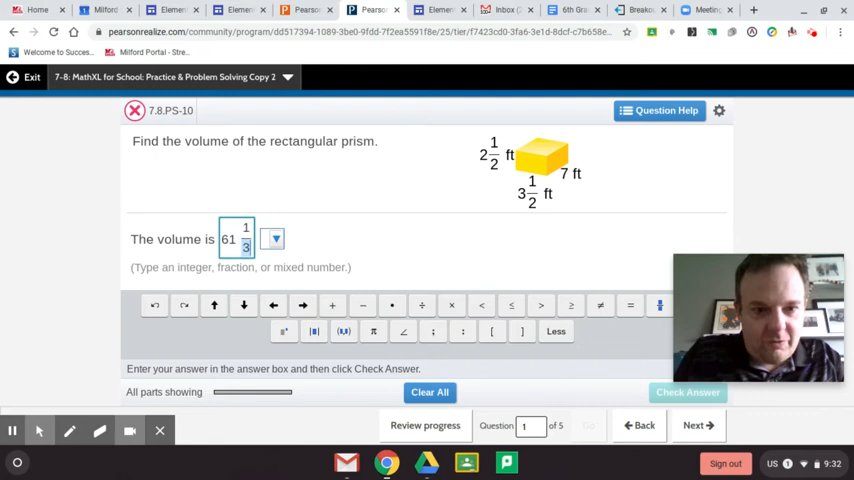 Home Milford Element Element Pearson Pearson Element Inbox (2 6th Gra Breakou Meeting
pearsonrealize.com/community/program/dd517394-1089-3be0-9fdd-7f2ea5591f8e/25/tier/f7423cd0-3fa6-3e1d-8dcf-c7b658e...
Welcome to Succes... Milford Portal - Stre...
Exit 7-8: MathXL for School: Practice & Problem Solving Copy 2
7.8.PS-10 Question Help
Find the volume of the rectangular prism.
2 1/2 ft
7 ft
3 1/2 ft
The volume is 61 1/3
(Type an integer, fraction, or mixed number.)
+ − • ÷ × < ≤ > ≥ ≠ =
π ∠ ; : [ ] Less
Enter your answer in the answer box and then click Check Answer.
All parts showing Clear All Check Answer
Review progress Question 1 of 5 Go Back Next
Sign out US 1 9:32